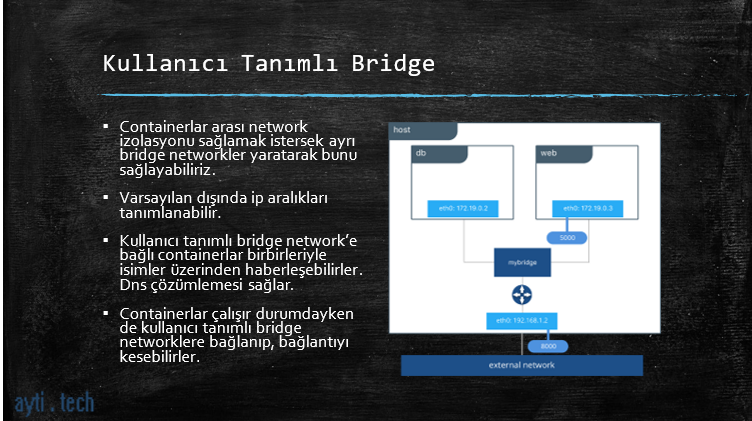 Kullanıcı Tanımlı Bridge
▪ Containerlar arası network
izolasyonu sağlamak istersek ayrı
bridge networkler yaratarak bunu
sağlayabiliriz.
▪ Varsayılan dışında ip aralıkları
tanımlanabilir.
▪ Kullanıcı tanımlı bridge network’e
bağlı containerlar birbirleriyle
isimler üzerinden haberleşebilirler.
Dns çözümlemesi sağlar.
▪ Containerlar çalışır durumdayken
de kullanıcı tanımlı bridge
networklere bağlanıp, bağlantıyı
kesebilirler.
host
db
web
eth0: 172.19.0.2
eth0: 172.19.0.3
5000
mybridge
eth0: 192.168.1.2
8000
external network
ayti.tech